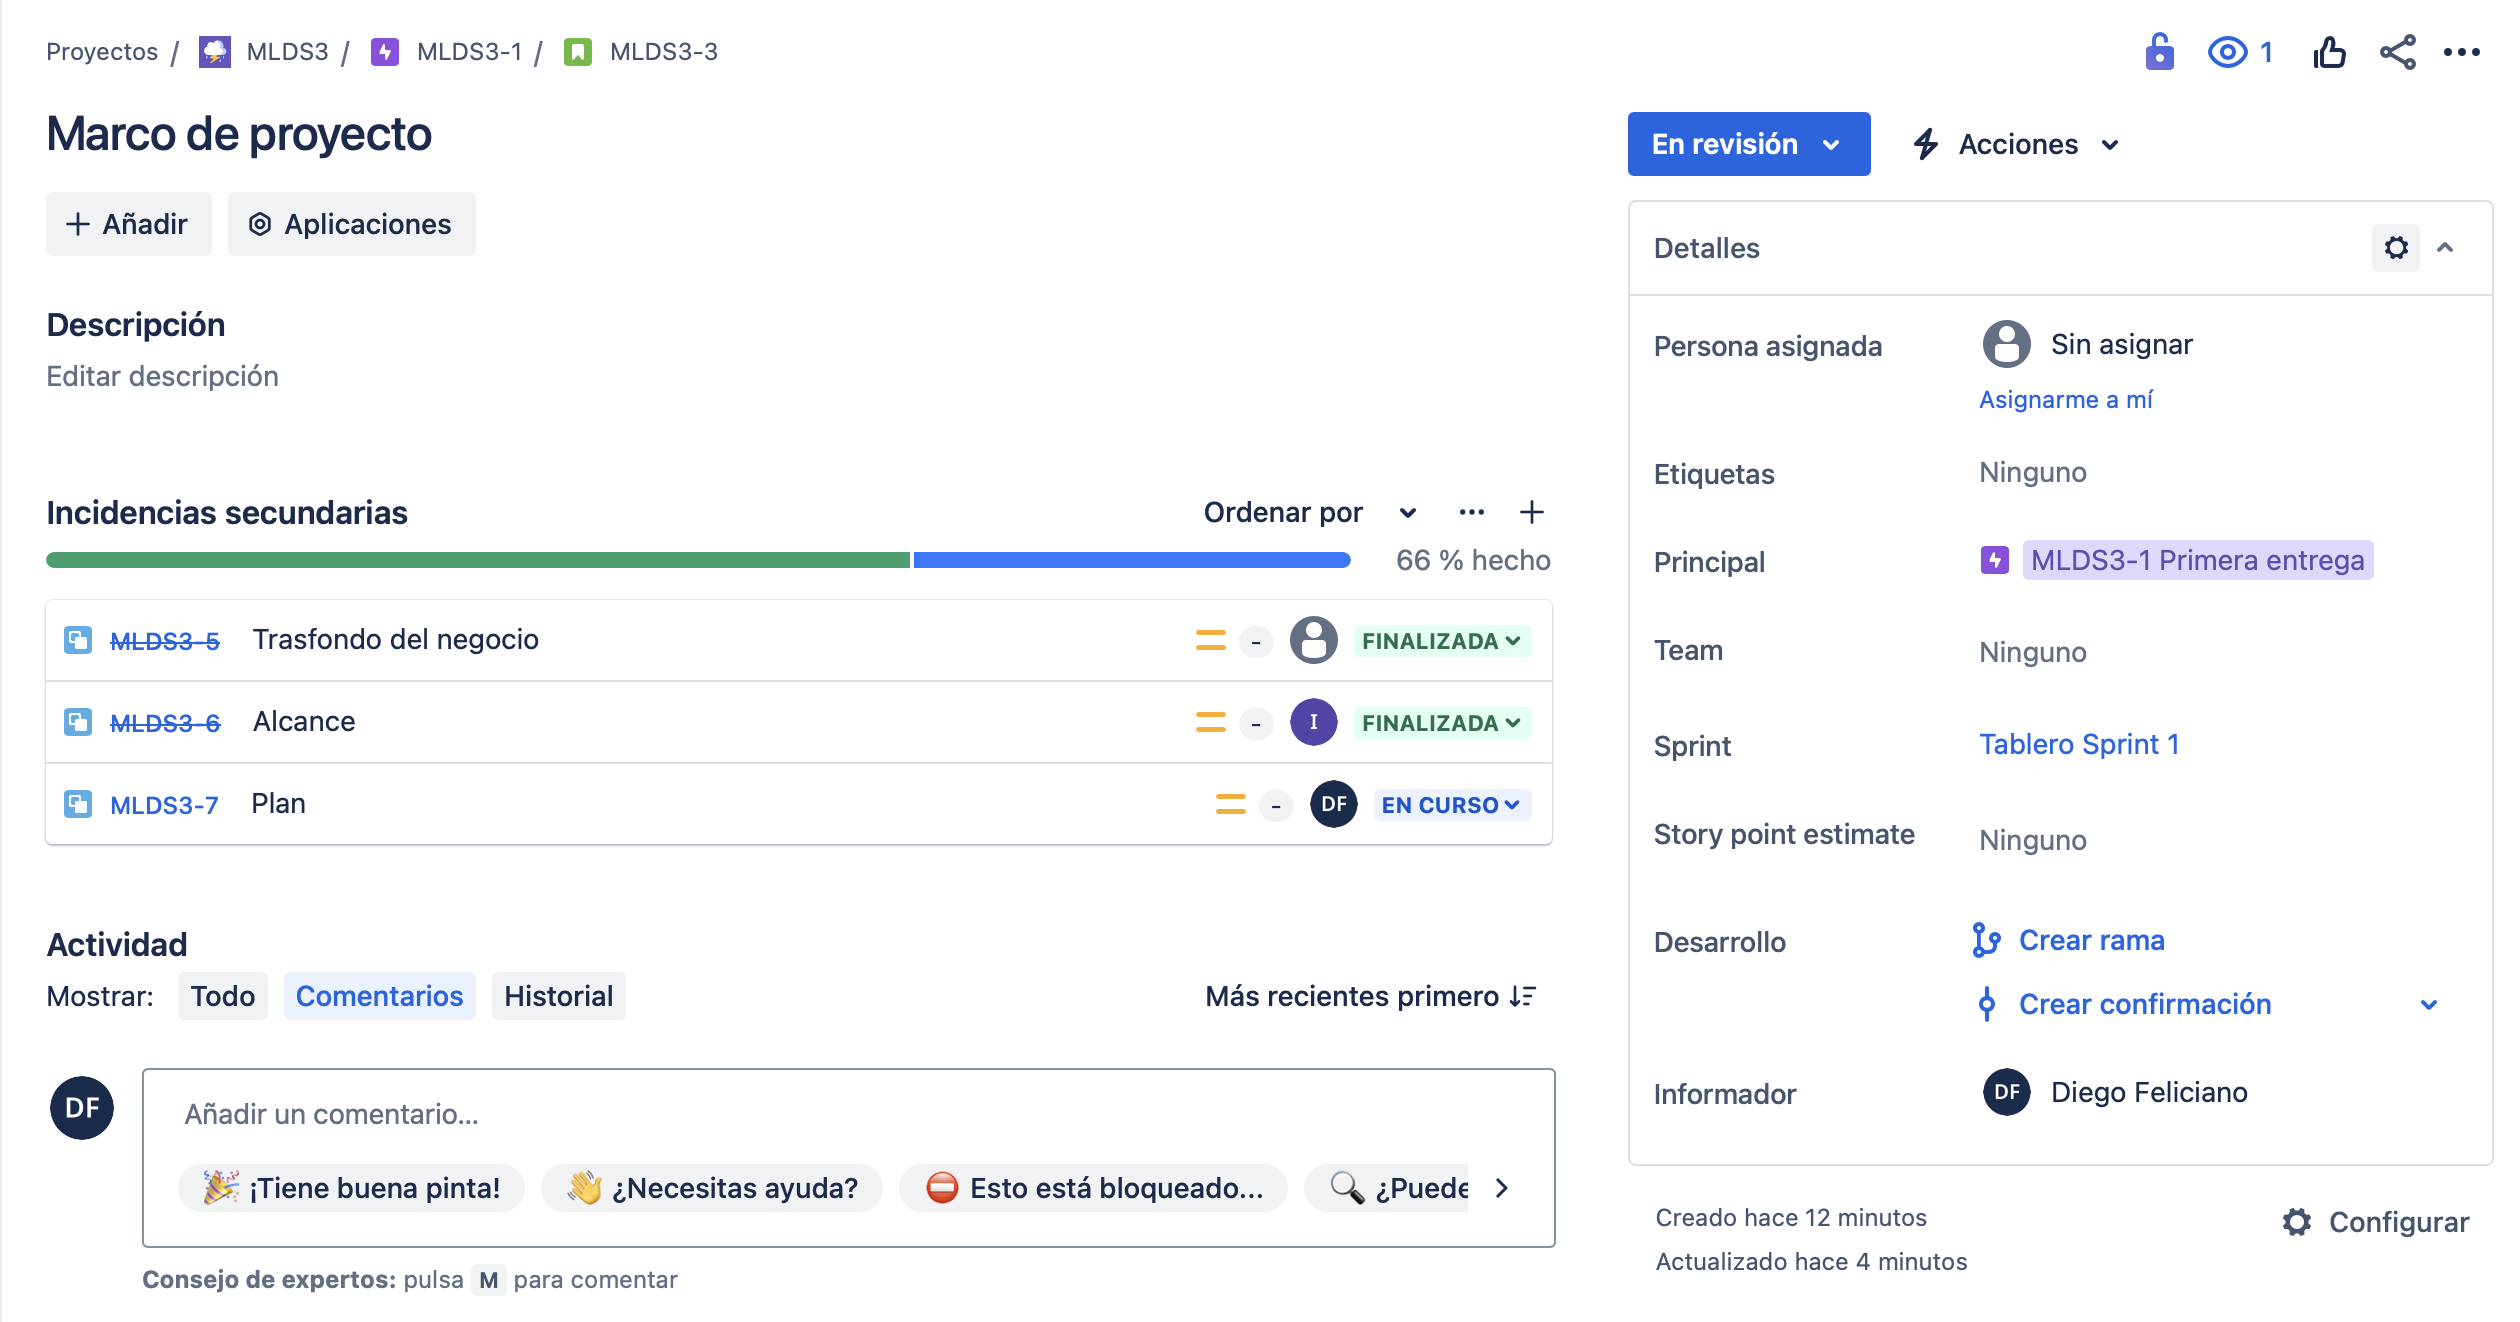 Proyectos / MLDS3 / MLDS3-1 / MLDS3-3
1
Marco de proyecto
Añadir
Aplicaciones
Descripción
Editar descripción
Incidencias secundarias
Ordenar por
66 % hecho
MLDS3-5 Trasfondo del negocio - FINALIZADA
MLDS3-6 Alcance - I FINALIZADA
MLDS3-7 Plan - DF EN CURSO
Actividad
Mostrar: Todo Comentarios Historial
Más recientes primero
DF
Añadir un comentario...
¡Tiene buena pinta! ¿Necesitas ayuda? Esto está bloqueado... ¿Puede
Consejo de expertos: pulsa M para comentar
En revisión
Acciones
Detalles
Persona asignada
Sin asignar
Asignarme a mí
Etiquetas
Ninguno
Principal
MLDS3-1 Primera entrega
Team
Ninguno
Sprint
Tablero Sprint 1
Story point estimate
Ninguno
Desarrollo
Crear rama
Crear confirmación
Informador
DF Diego Feliciano
Creado hace 12 minutos
Actualizado hace 4 minutos
Configurar